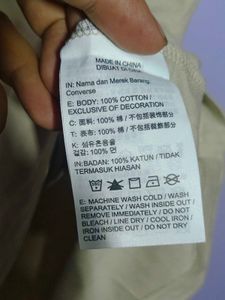 MADE IN CHINA
DIBUAT DI CINA
IN: Nama dan Merek Barang:
Converse
E: BODY: 100% COTTON /
EXCLUSIVE OF DECORATION
C: 面料: 100% 棉 / 不包括装饰部分
T: 表布: 100% 棉 / 不包括裝飾部分
K: 섬유혼용율
겉감: 100% 면
IN:BADAN: 100% KATUN / TIDAK
TERMASUK HIASAN
E: MACHINE WASH COLD / WASH
SEPARATELY / WASH INSIDE OUT /
REMOVE IMMEDIATELY / DO NOT
BLEACH / LINE DRY / COOL IRON /
IRON INSIDE OUT / DO NOT DRY
CLEAN